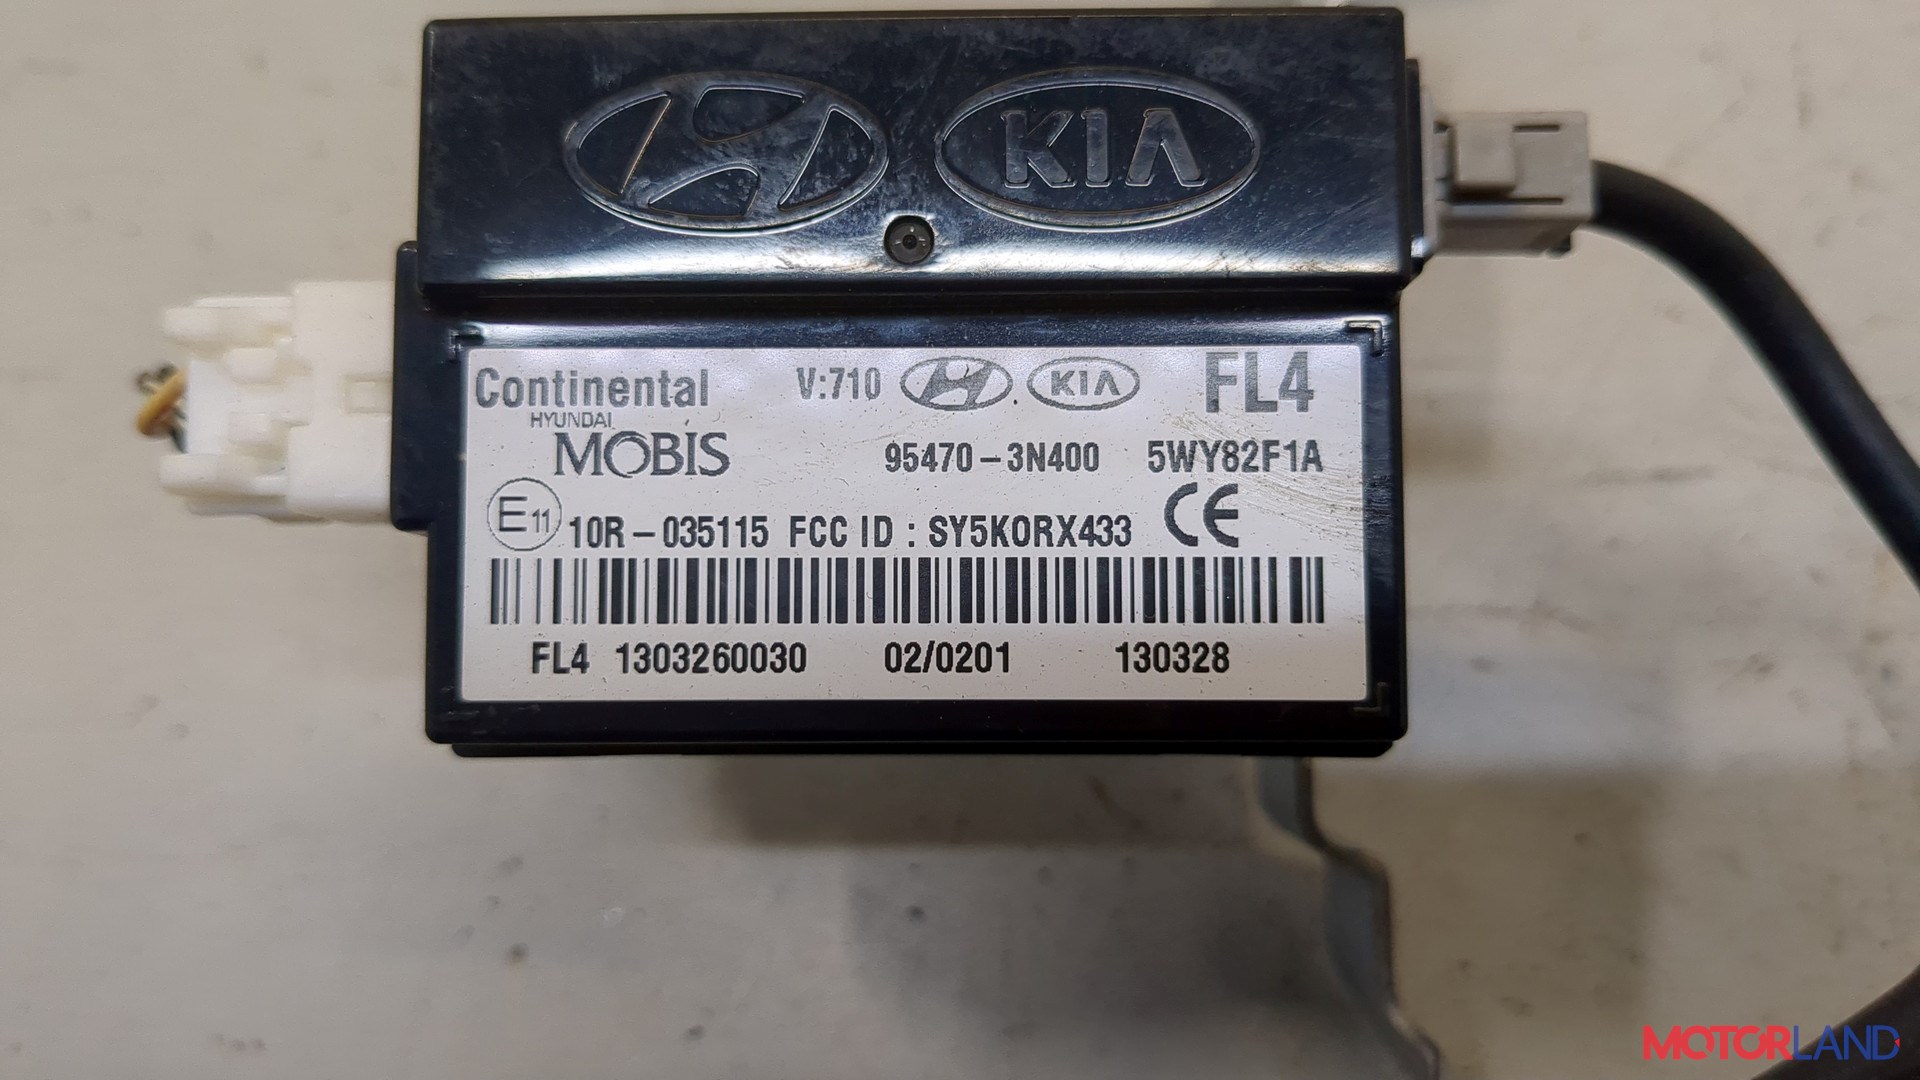 KIA
Continental V:710 KIA FL4
HYUNDAI
MOBIS 95470-3N400 5WY82F1A
E11 10R-035115 FCC ID : SY5KORX433 CE
FL4 1303260030 02/0201 130328
MOTORLAND